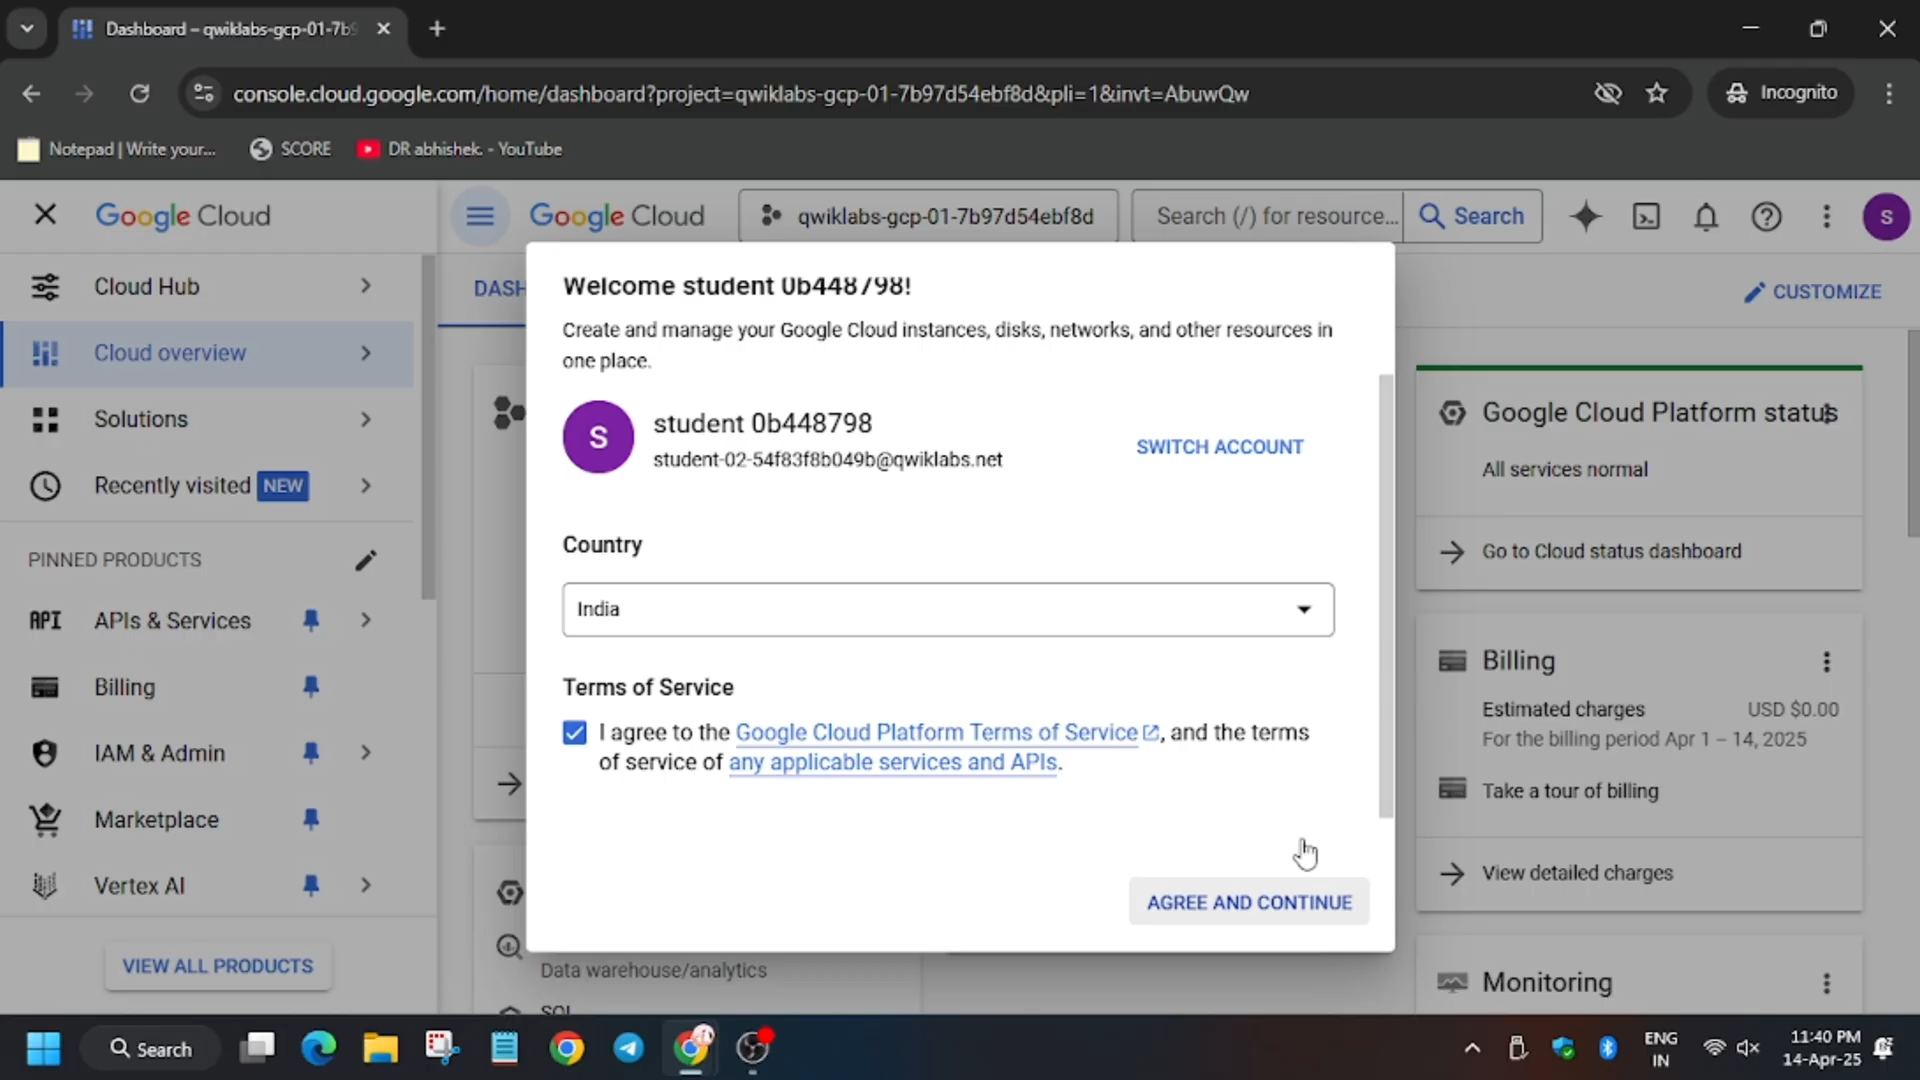 Dashboard – qwiklabs-gcp-01-7b9
console.cloud.google.com/home/dashboard?project=qwiklabs-gcp-01-7b97d54ebf8d&pli=1&invt=AbuwQw
Incognito
Notepad | Write your...
SCORE
DR abhishek. - YouTube
Google Cloud
Google Cloud
qwiklabs-gcp-01-7b97d54ebf8d
Search (/) for resource...
Search
S
Cloud Hub
Cloud overview
Solutions
Recently visited NEW
PINNED PRODUCTS
API APIs & Services
Billing
IAM & Admin
Marketplace
Vertex AI
VIEW ALL PRODUCTS
DASH
CUSTOMIZE
Welcome student 0b448798!
Create and manage your Google Cloud instances, disks, networks, and other resources in
one place.
S
student 0b448798
student-02-54f83f8b049b@qwiklabs.net
SWITCH ACCOUNT
Country
India
Terms of Service
I agree to the Google Cloud Platform Terms of Service, and the terms
of service of any applicable services and APIs.
AGREE AND CONTINUE
Data warehouse/analytics
SQL
Google Cloud Platform status
All services normal
Go to Cloud status dashboard
Billing
Estimated charges USD $0.00
For the billing period Apr 1 – 14, 2025
Take a tour of billing
View detailed charges
Monitoring
Search
ENG
IN
11:40 PM
14-Apr-25